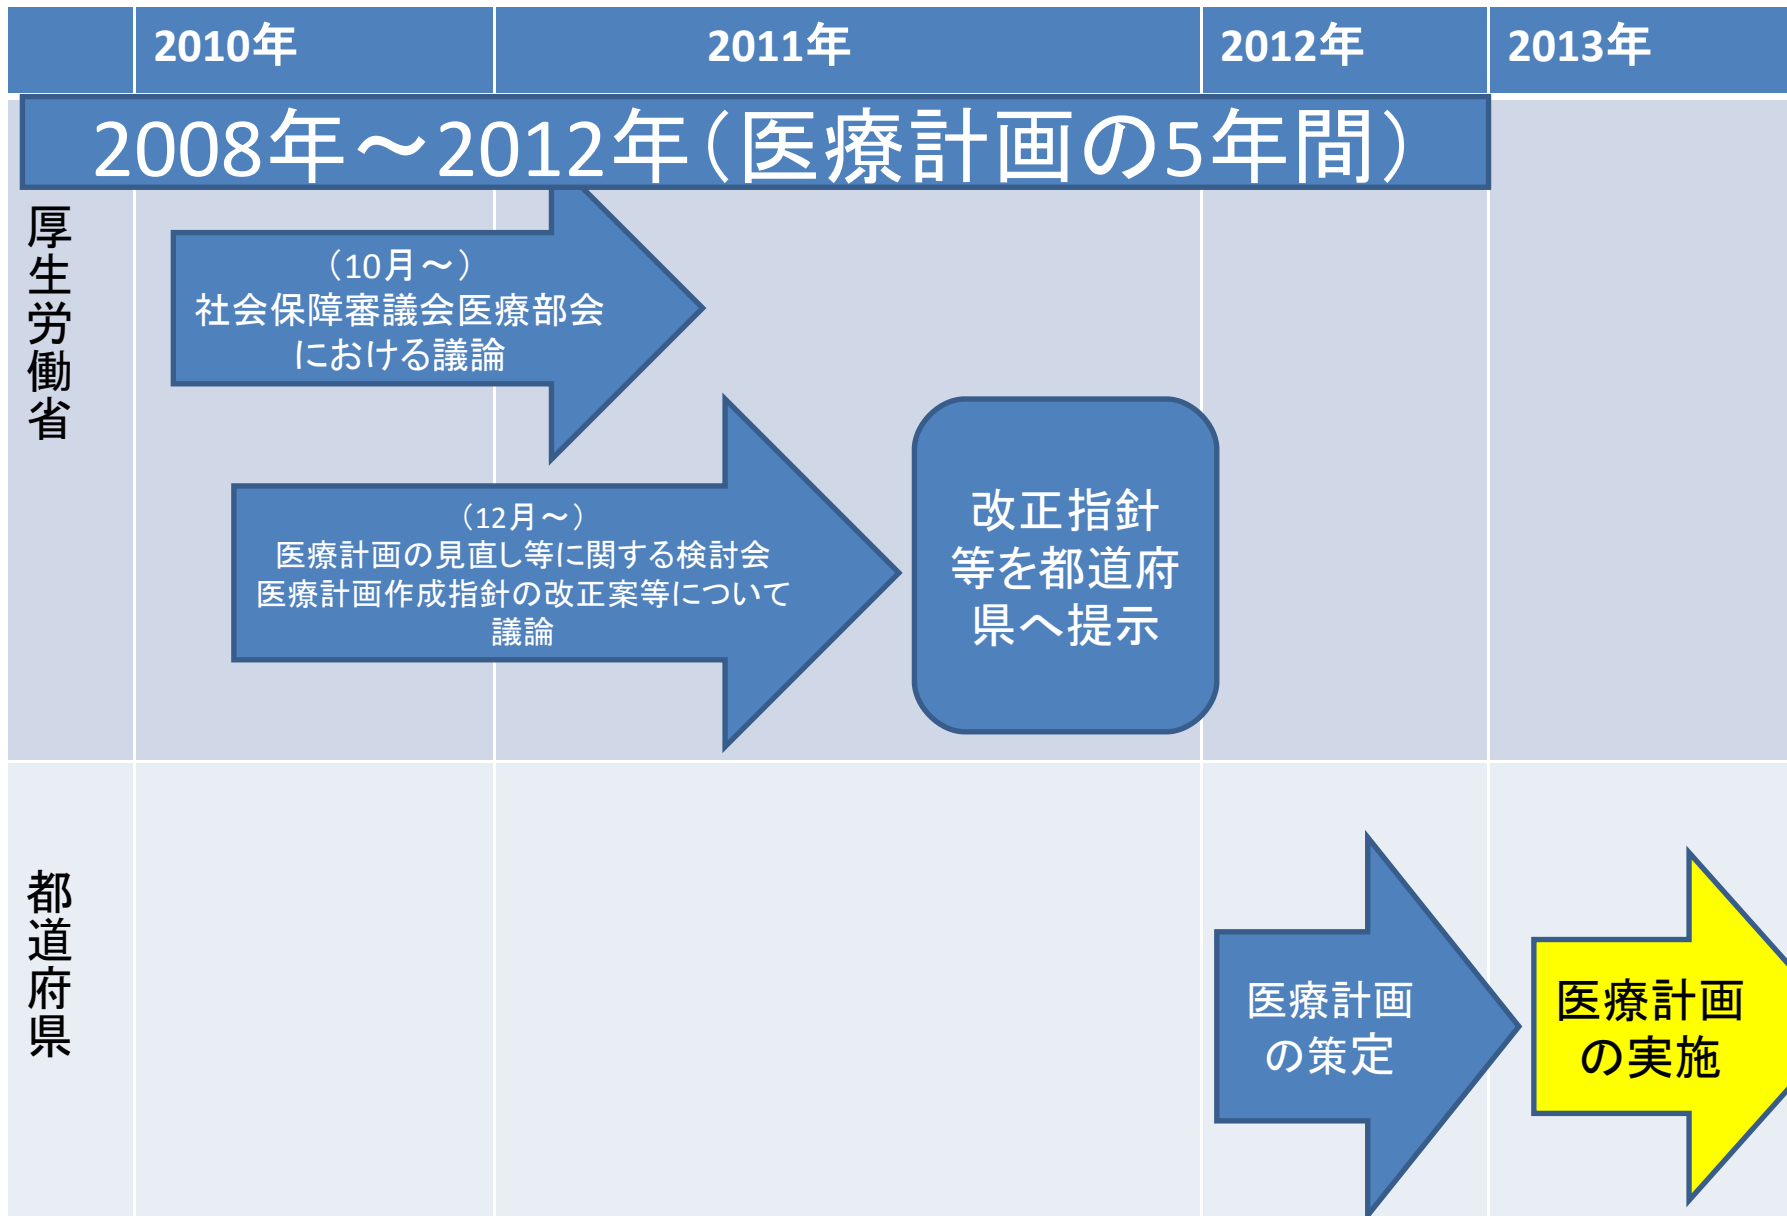 2010年
2011年
2012年
2013年
2008年～2012年（医療計画の5年間）
厚生労働省
（10月～）
社会保障審議会医療部会
における議論
（12月～）
医療計画の見直し等に関する検討会
医療計画作成指針の改正案等について
議論
改正指針
等を都道府
県へ提示
都道府県
医療計画
の策定
医療計画
の実施